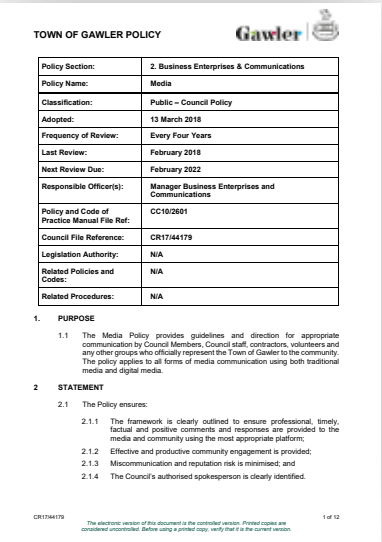 TOWN OF GAWLER POLICY
Gawler
Policy Section: 2. Business Enterprises & Communications
Policy Name: Media
Classification: Public – Council Policy
Adopted: 13 March 2018
Frequency of Review: Every Four Years
Last Review: February 2018
Next Review Due: February 2022
Responsible Officer(s): Manager Business Enterprises and
Communications
Policy and Code of
Practice Manual File Ref: CC10/2601
Council File Reference: CR17/44179
Legislation Authority: N/A
Related Policies and
Codes: N/A
Related Procedures: N/A
1. PURPOSE
1.1 The Media Policy provides guidelines and direction for appropriate
communication by Council Members, Council staff, contractors, volunteers and
any other groups who officially represent the Town of Gawler to the community.
The policy applies to all forms of media communication using both traditional
media and digital media.
2 STATEMENT
2.1 The Policy ensures:
2.1.1 The framework is clearly outlined to ensure professional, timely,
factual and positive comments and responses are provided to the
media and community using the most appropriate platform;
2.1.2 Effective and productive community engagement is provided;
2.1.3 Miscommunication and reputation risk is minimised; and
2.1.4 The Council's authorised spokesperson is clearly identified.
CR17/44179 1 of 12
The electronic version of this document is the controlled version. Printed copies are
considered uncontrolled. Before using a printed copy, verify that it is the current version.